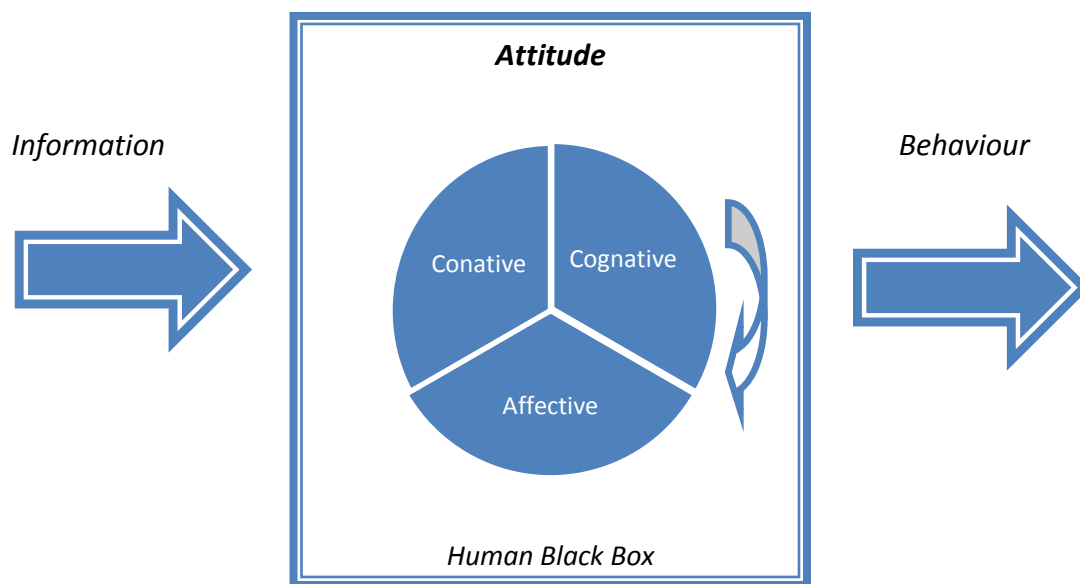 Attitude
Information
Behaviour
Conative
Cognative
Affective
Human Black Box